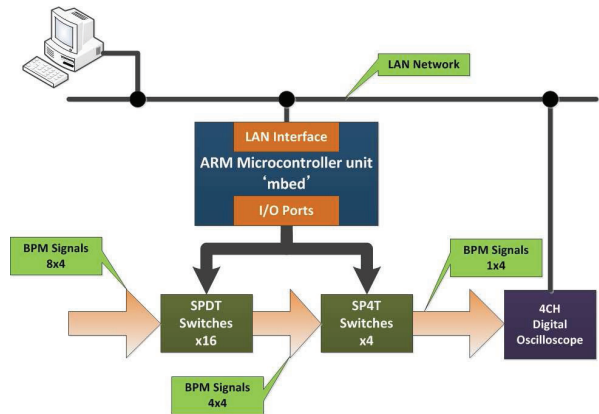 LAN Network
LAN Interface
ARM Microcontroller unit
‘mbed’
I/O Ports
BPM Signals
8x4
BPM Signals
1x4
SPDT
Switches
x16
SP4T
Switches
x4
4CH
Digital
Oscilloscope
BPM Signals
4x4